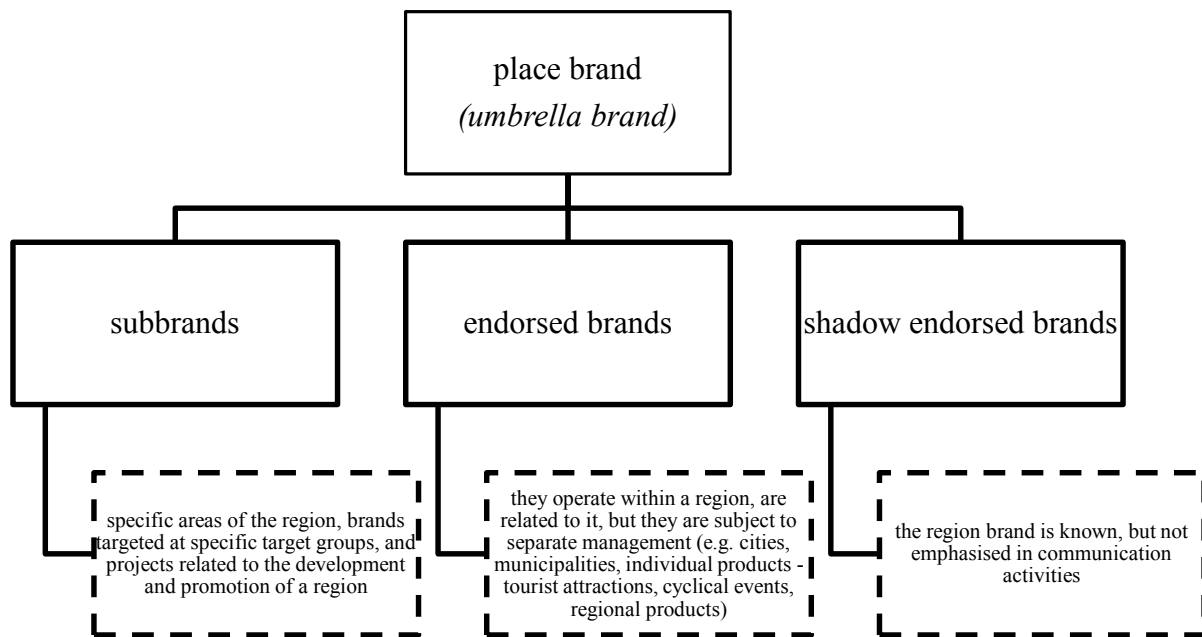 place brand
(umbrella brand)
subbrands
endorsed brands
shadow endorsed brands
specific areas of the region, brands
targeted at specific target groups, and
projects related to the development
and promotion of a region
they operate within a region, are
related to it, but they are subject to
separate management (e.g. cities,
municipalities, individual products -
tourist attractions, cyclical events,
regional products)
the region brand is known, but not
emphasised in communication
activities